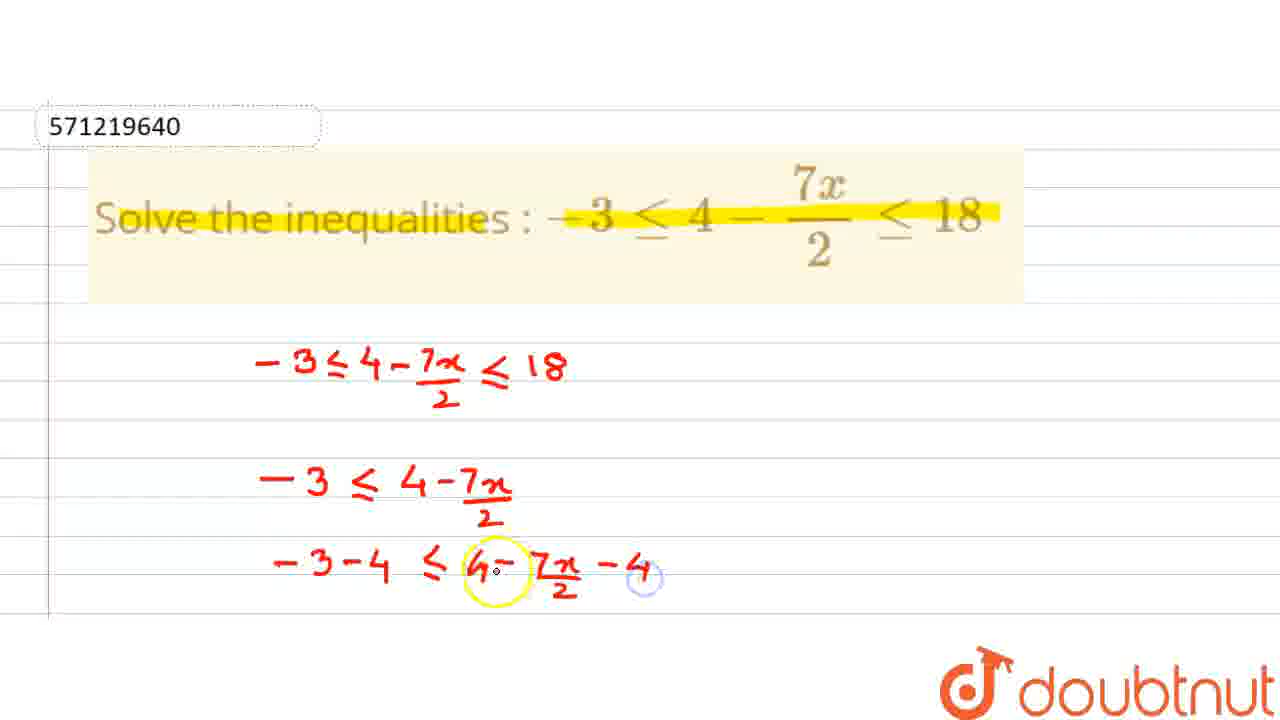 571219640
Solve the inequalities : −3 ≤ 4 − 7x/2 ≤ 18
−3 ≤ 4 − 7x/2 ≤ 18
−3 ≤ 4 − 7x/2
−3−4 ≤ 4 − 7x/2 − 4
doubtnut